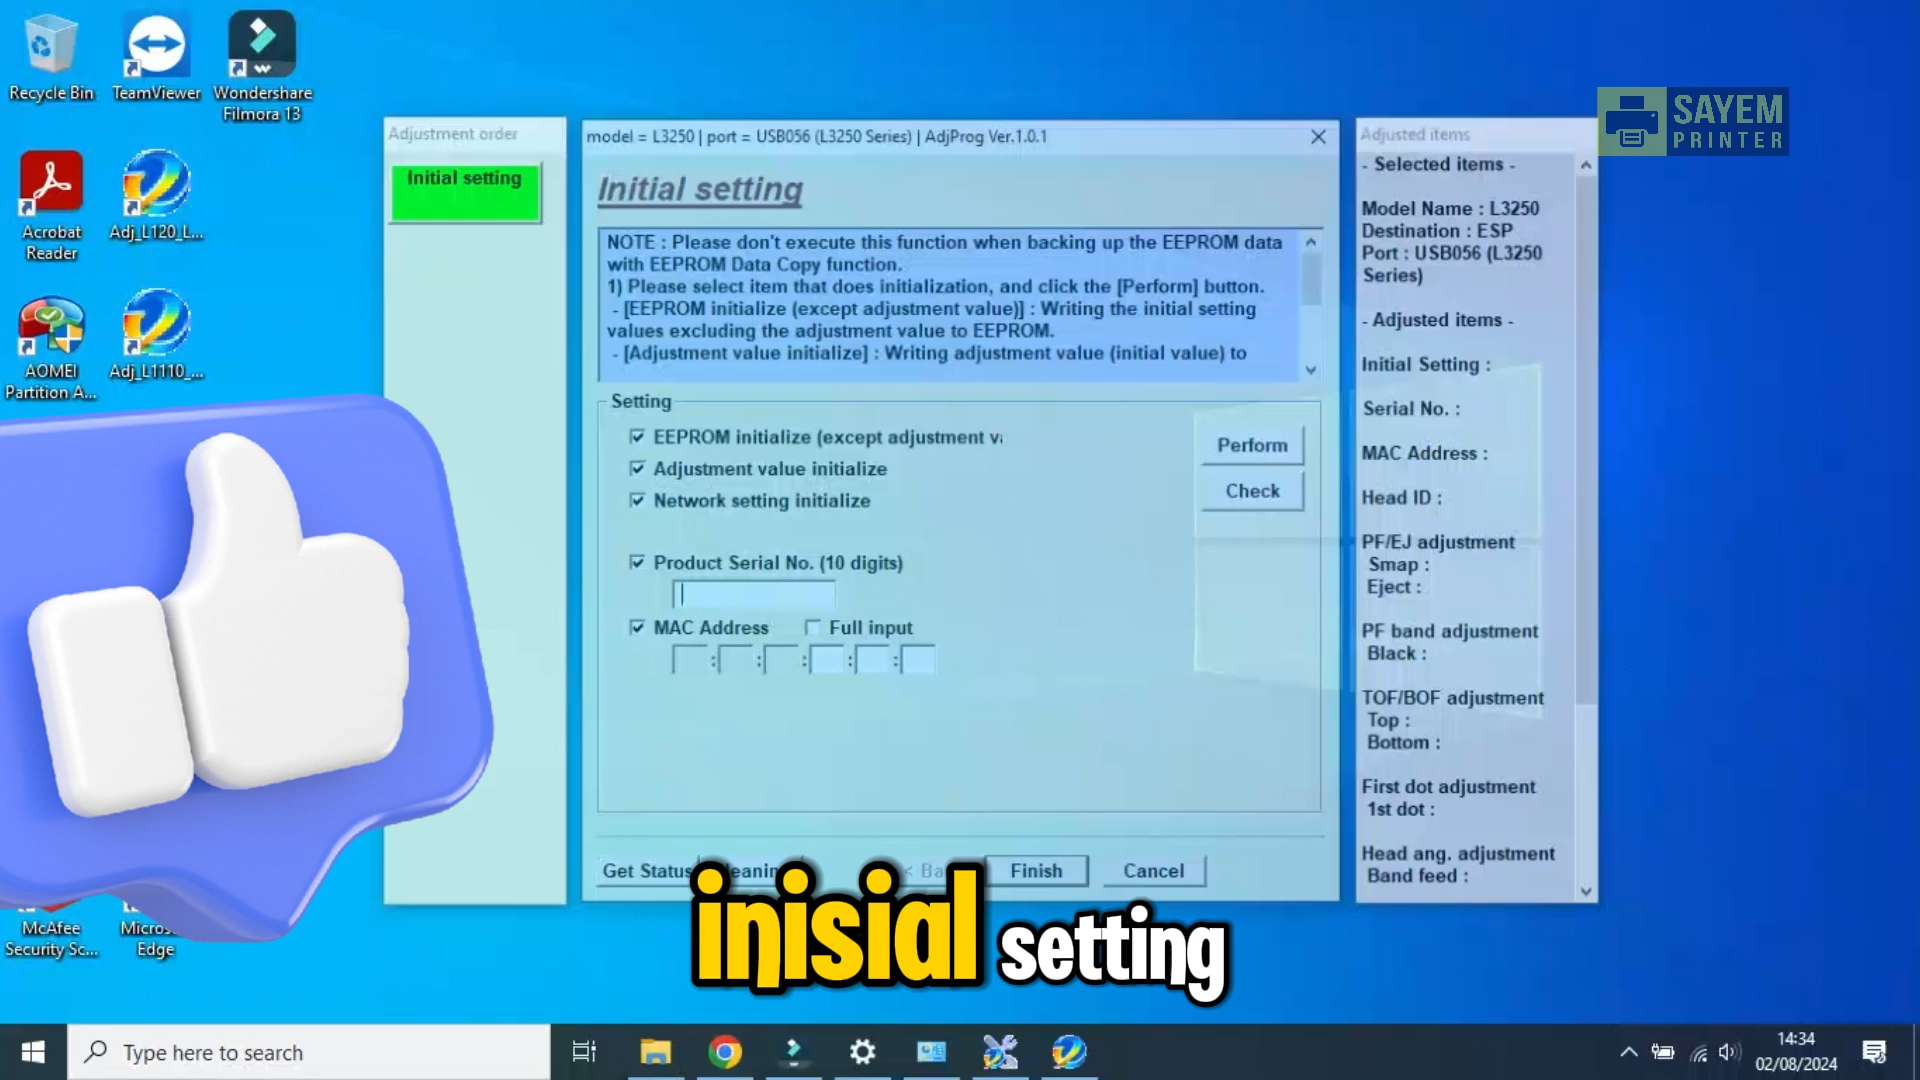 Recycle Bin
TeamViewer
Wondershare
Filmora 13
Acrobat
Reader
Adj_L120_L...
AOMEI
Partition A...
Adj_L1110_...
McAfee
Security Sc...
Edge
Adjustment order
Initial setting
model = L3250 | port = USB056 (L3250 Series) | AdjProg Ver.1.0.1
Initial setting
NOTE : Please don't execute this function when backing up the EEPROM data
with EEPROM Data Copy function.
1) Please select item that does initialization, and click the [Perform] button.
- [EEPROM initialize (except adjustment value)] : Writing the initial setting
values excluding the adjustment value to EEPROM.
- [Adjustment value initialize] : Writing adjustment value (initial value) to
Setting
EEPROM initialize (except adjustment va
Adjustment value initialize
Network setting initialize
Product Serial No. (10 digits)
MAC Address
Full input
: : : : :
Perform
Check
Get Status
Finish
Cancel
Adjusted items
- Selected items -
Model Name : L3250
Destination : ESP
Port : USB056 (L3250
Series)
- Adjusted items -
Initial Setting :
Serial No. :
MAC Address :
Head ID :
PF/EJ adjustment
Smap :
Eject :
PF band adjustment
Black :
TOF/BOF adjustment
Top :
Bottom :
First dot adjustment
1st dot :
Head ang. adjustment
Band feed :
SAYEM
PRINTER
inisial setting
Type here to search
14:34
02/08/2024